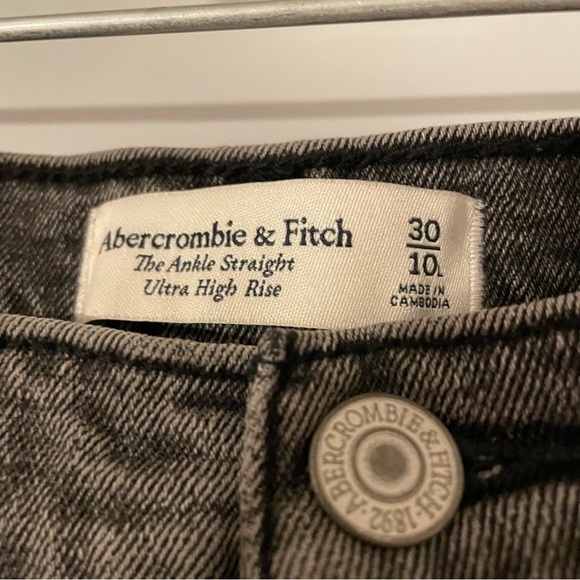 Abercrombie & Fitch
The Ankle Straight
Ultra High Rise
30
10L
MADE IN
CAMBODIA
ABERCROMBIE & FITCH · 1892 ·